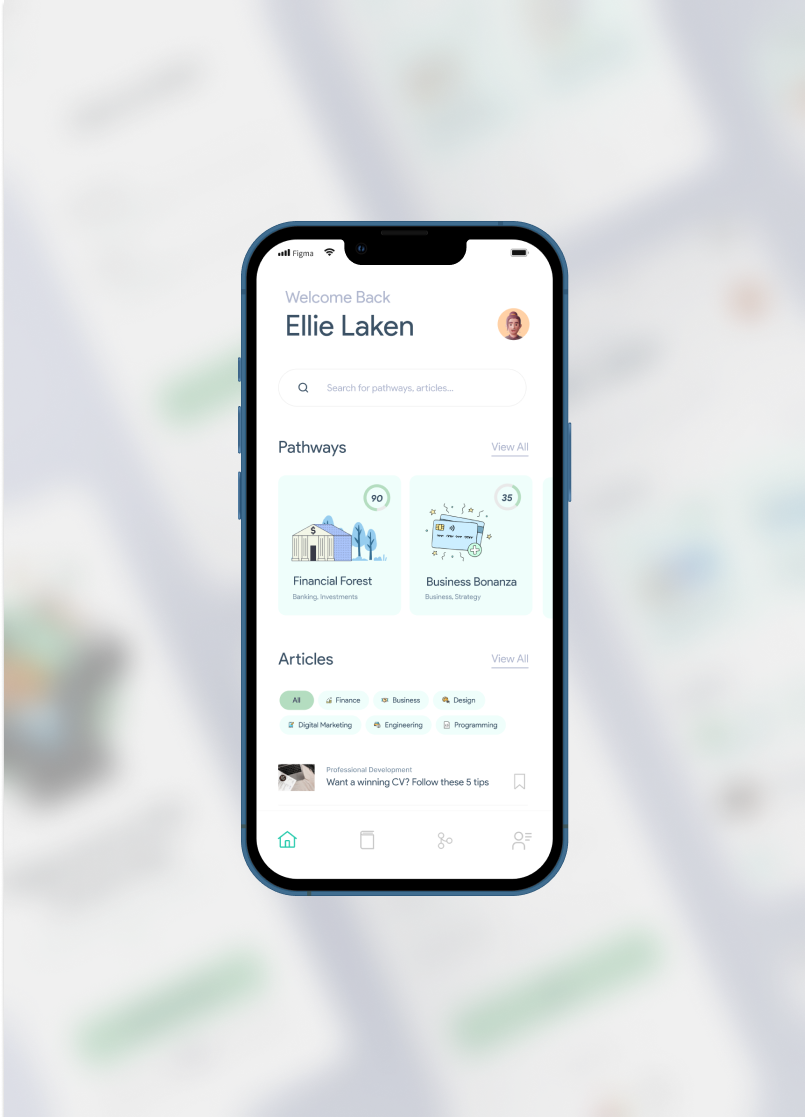 Figma
Welcome Back
Ellie Laken
Search for pathways, articles...
Pathways
View All
90
35
$
Financial Forest
Business Bonanza
Banking, Investments
Business, Strategy
Articles
View All
All
Finance
Business
Design
Digital Marketing
Engineering
Programming
Professional Development
Want a winning CV? Follow these 5 tips